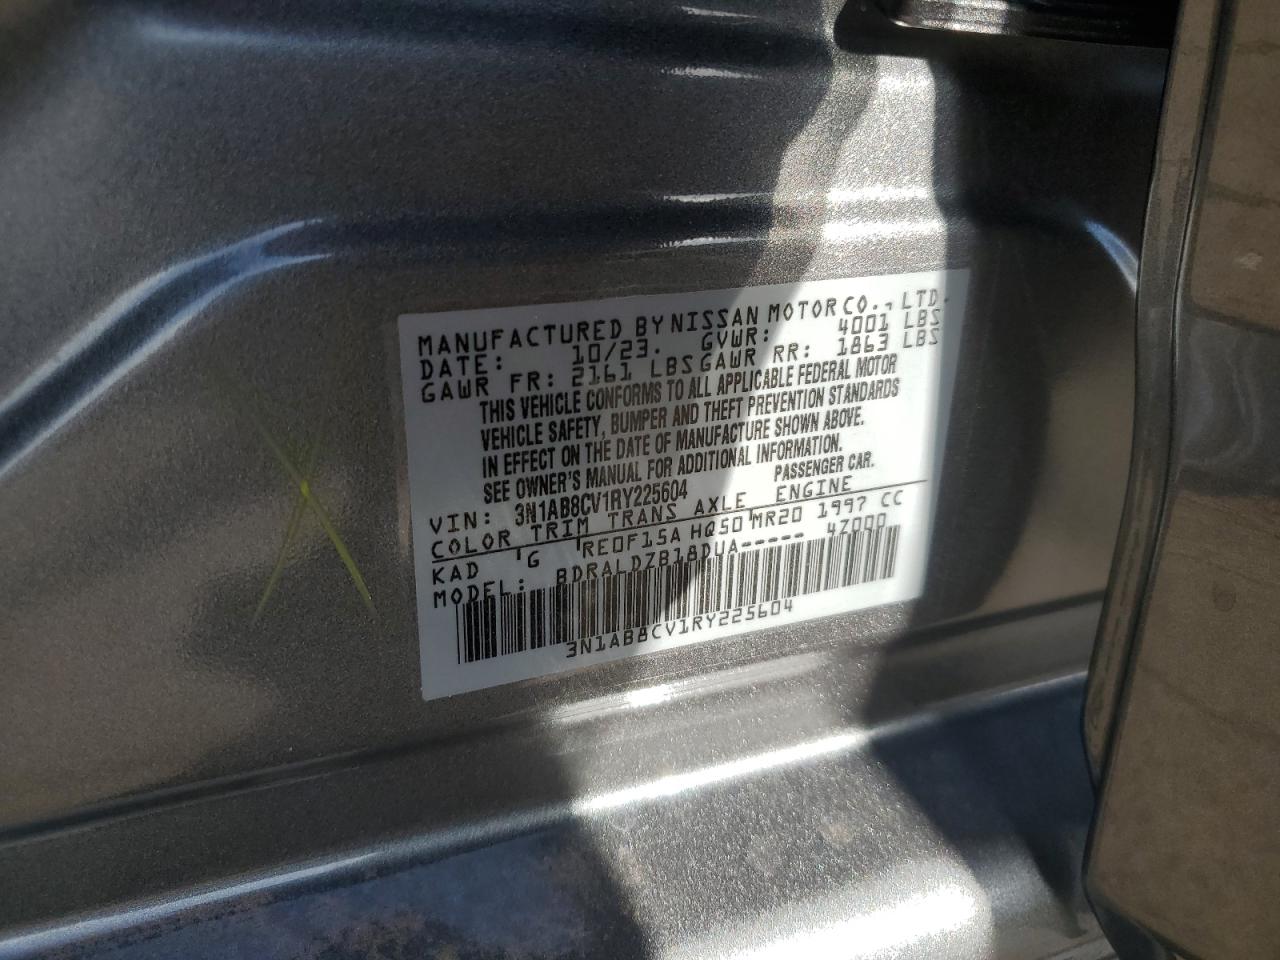 MANUFACTURED BY NISSAN MOTOR CO., LTD.
DATE: 10/23. GVWR: 4001 LBS
GAWR FR: 2161 LBS GAWR RR: 1863 LBS
THIS VEHICLE CONFORMS TO ALL APPLICABLE FEDERAL MOTOR
VEHICLE SAFETY, BUMPER AND THEFT PREVENTION STANDARDS
IN EFFECT ON THE DATE OF MANUFACTURE SHOWN ABOVE.
SEE OWNER'S MANUAL FOR ADDITIONAL INFORMATION.
PASSENGER CAR.
VIN: 3N1AB8CV1RY225604
COLOR TRIM TRANS AXLE ENGINE
KAD G RE0F15A HQ50 MR20 1997 CC
MODEL: BDRALDZB18DUA----- 4Z000
3N1AB8CV1RY225604